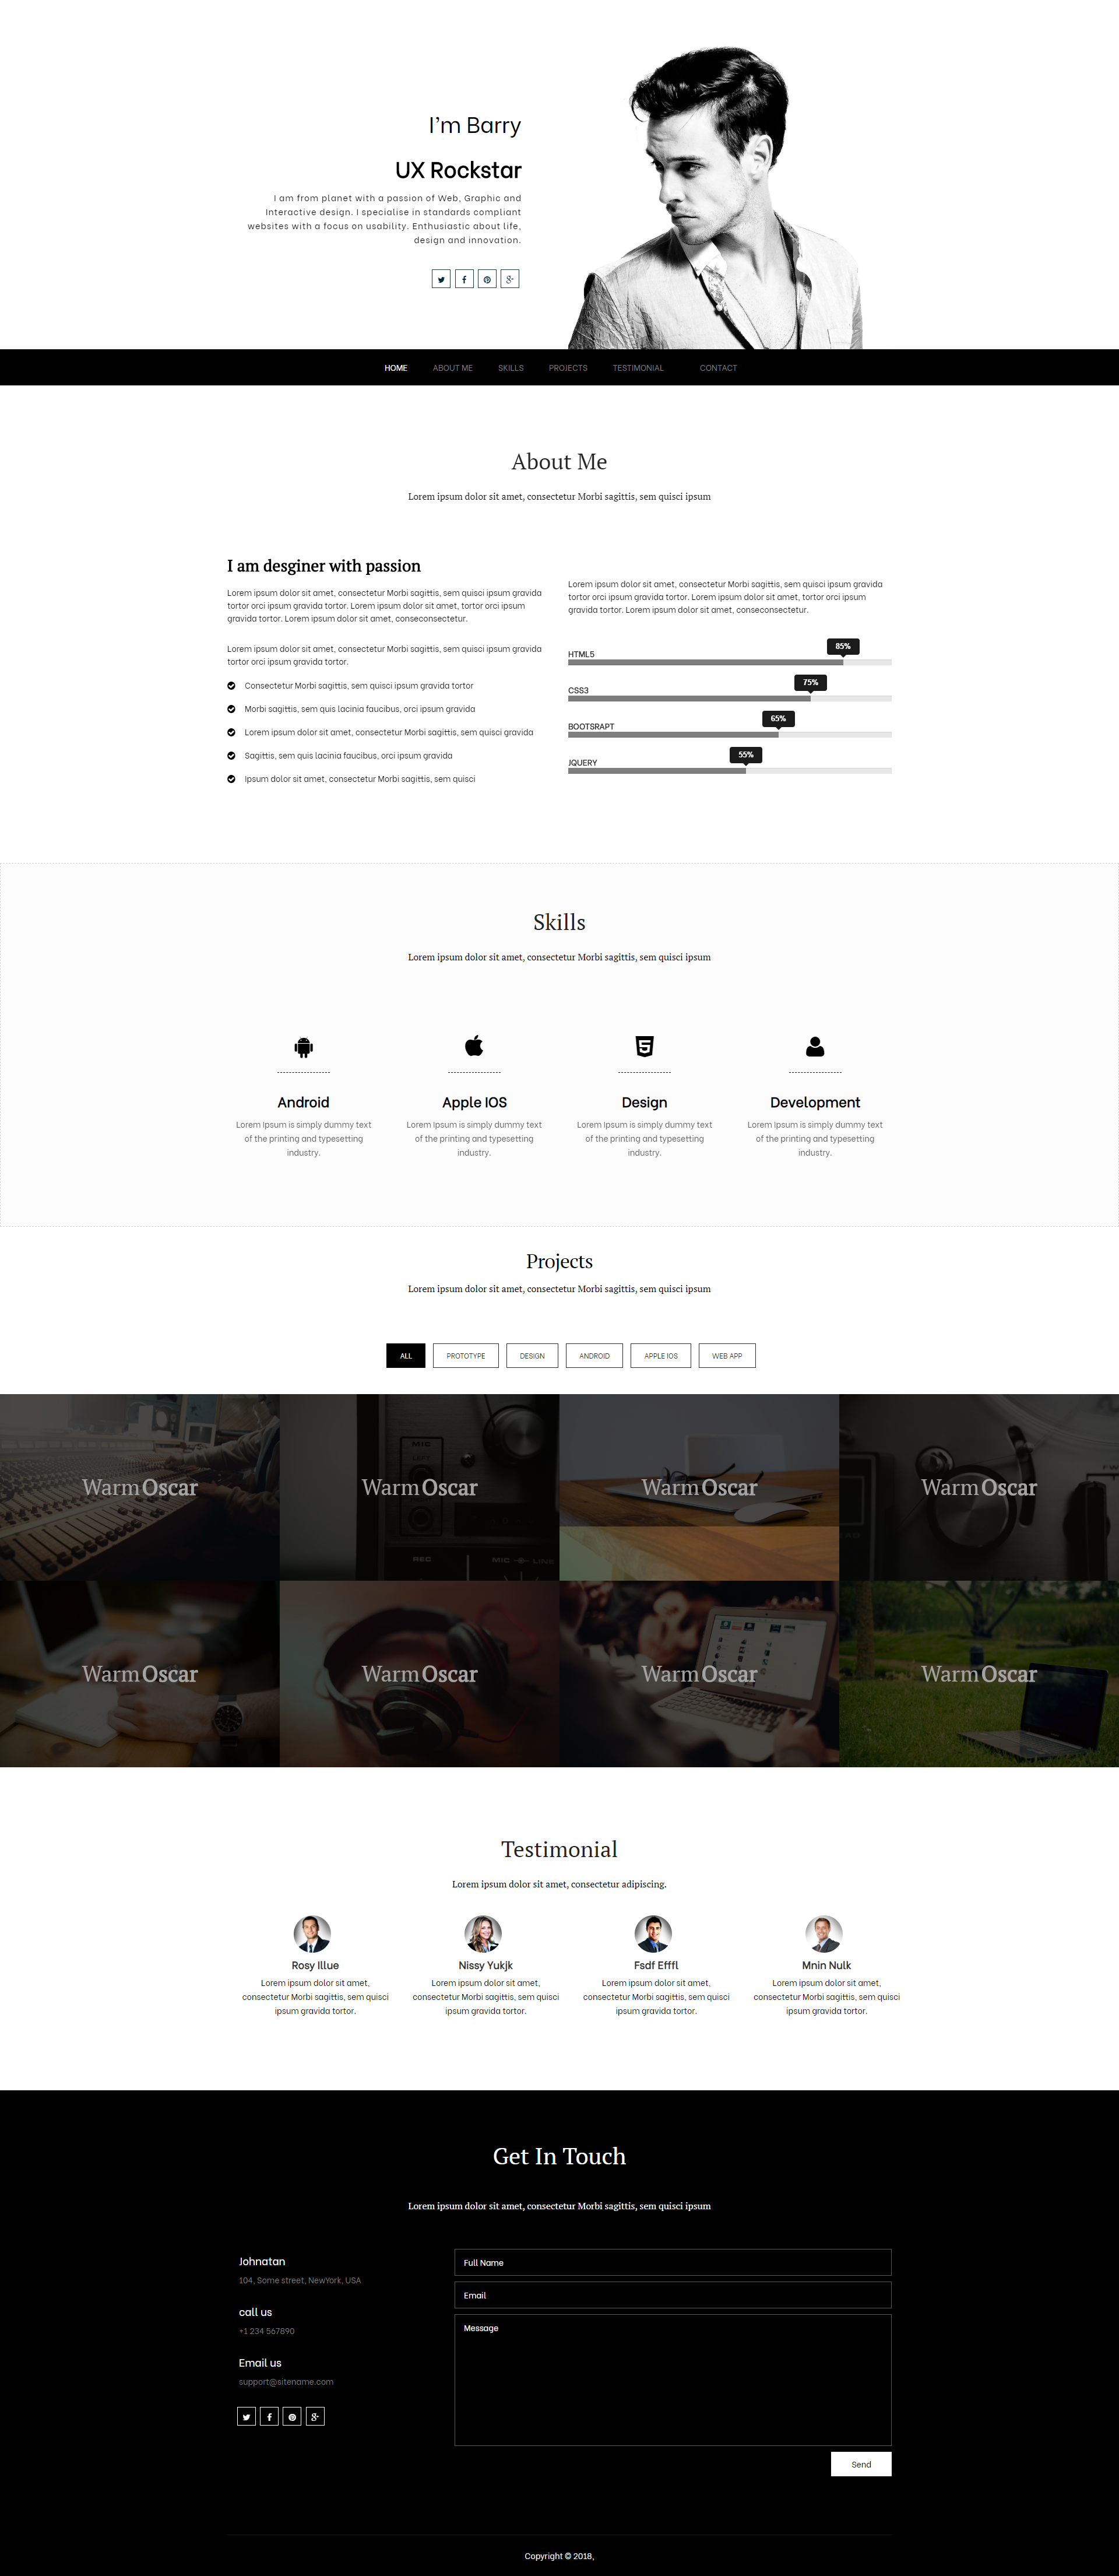 I'm Barry
UX Rockstar
I am from planet with a passion of Web, Graphic and
Interactive design. I specialise in standards compliant
websites with a focus on usability. Enthusiastic about life,
design and innovation.
HOME ABOUT ME SKILLS PROJECTS TESTIMONIAL CONTACT
About Me
Lorem ipsum dolor sit amet, consectetur Morbi sagittis, sem quisci ipsum
I am desginer with passion
Lorem ipsum dolor sit amet, consectetur Morbi sagittis, sem quisci ipsum gravida
tortor orci ipsum gravida tortor. Lorem ipsum dolor sit amet, tortor orci ipsum
gravida tortor. Lorem ipsum dolor sit amet, conseconsectetur.
Lorem ipsum dolor sit amet, consectetur Morbi sagittis, sem quisci ipsum gravida
tortor orci ipsum gravida tortor.
Consectetur Morbi sagittis, sem quisci ipsum gravida tortor
Morbi sagittis, sem quis lacinia faucibus, orci ipsum gravida
Lorem ipsum dolor sit amet, consectetur Morbi sagittis, sem quisci gravida
Sagittis, sem quis lacinia faucibus, orci ipsum gravida
Ipsum dolor sit amet, consectetur Morbi sagittis, sem quisci
Lorem ipsum dolor sit amet, consectetur Morbi sagittis, sem quisci ipsum gravida
tortor orci ipsum gravida tortor. Lorem ipsum dolor sit amet, tortor orci ipsum
gravida tortor. Lorem ipsum dolor sit amet, conseconsectetur.
HTML5 85%
CSS3 75%
BOOTSRAPT 65%
JQUERY 55%
Skills
Lorem ipsum dolor sit amet, consectetur Morbi sagittis, sem quisci ipsum
Android
Lorem Ipsum is simply dummy text
of the printing and typesetting
industry.
Apple IOS
Lorem Ipsum is simply dummy text
of the printing and typesetting
industry.
Design
Lorem Ipsum is simply dummy text
of the printing and typesetting
industry.
Development
Lorem Ipsum is simply dummy text
of the printing and typesetting
industry.
Projects
Lorem ipsum dolor sit amet, consectetur Morbi sagittis, sem quisci ipsum
ALL PROTOTYPE DESIGN ANDROID APPLE IOS WEB APP
Warm Oscar
MIC
LEFT
REC
MIC LINE
Warm Oscar
Warm Oscar
Warm Oscar
Warm Oscar
Warm Oscar
Warm Oscar
Warm Oscar
Testimonial
Lorem ipsum dolor sit amet, consectetur adipiscing.
Rosy Illue
Lorem ipsum dolor sit amet,
consectetur Morbi sagittis, sem quisci
ipsum gravida tortor.
Nissy Yukjk
Lorem ipsum dolor sit amet,
consectetur Morbi sagittis, sem quisci
ipsum gravida tortor.
Fsdf Efffl
Lorem ipsum dolor sit amet,
consectetur Morbi sagittis, sem quisci
ipsum gravida tortor.
Mnin Nulk
Lorem ipsum dolor sit amet,
consectetur Morbi sagittis, sem quisci
ipsum gravida tortor.
Get In Touch
Lorem ipsum dolor sit amet, consectetur Morbi sagittis, sem quisci ipsum
Johnatan
104, Some street, NewYork, USA
call us
+1 234 567890
Email us
support@sitename.com
Full Name
Email
Message
Send
Copyright © 2018,